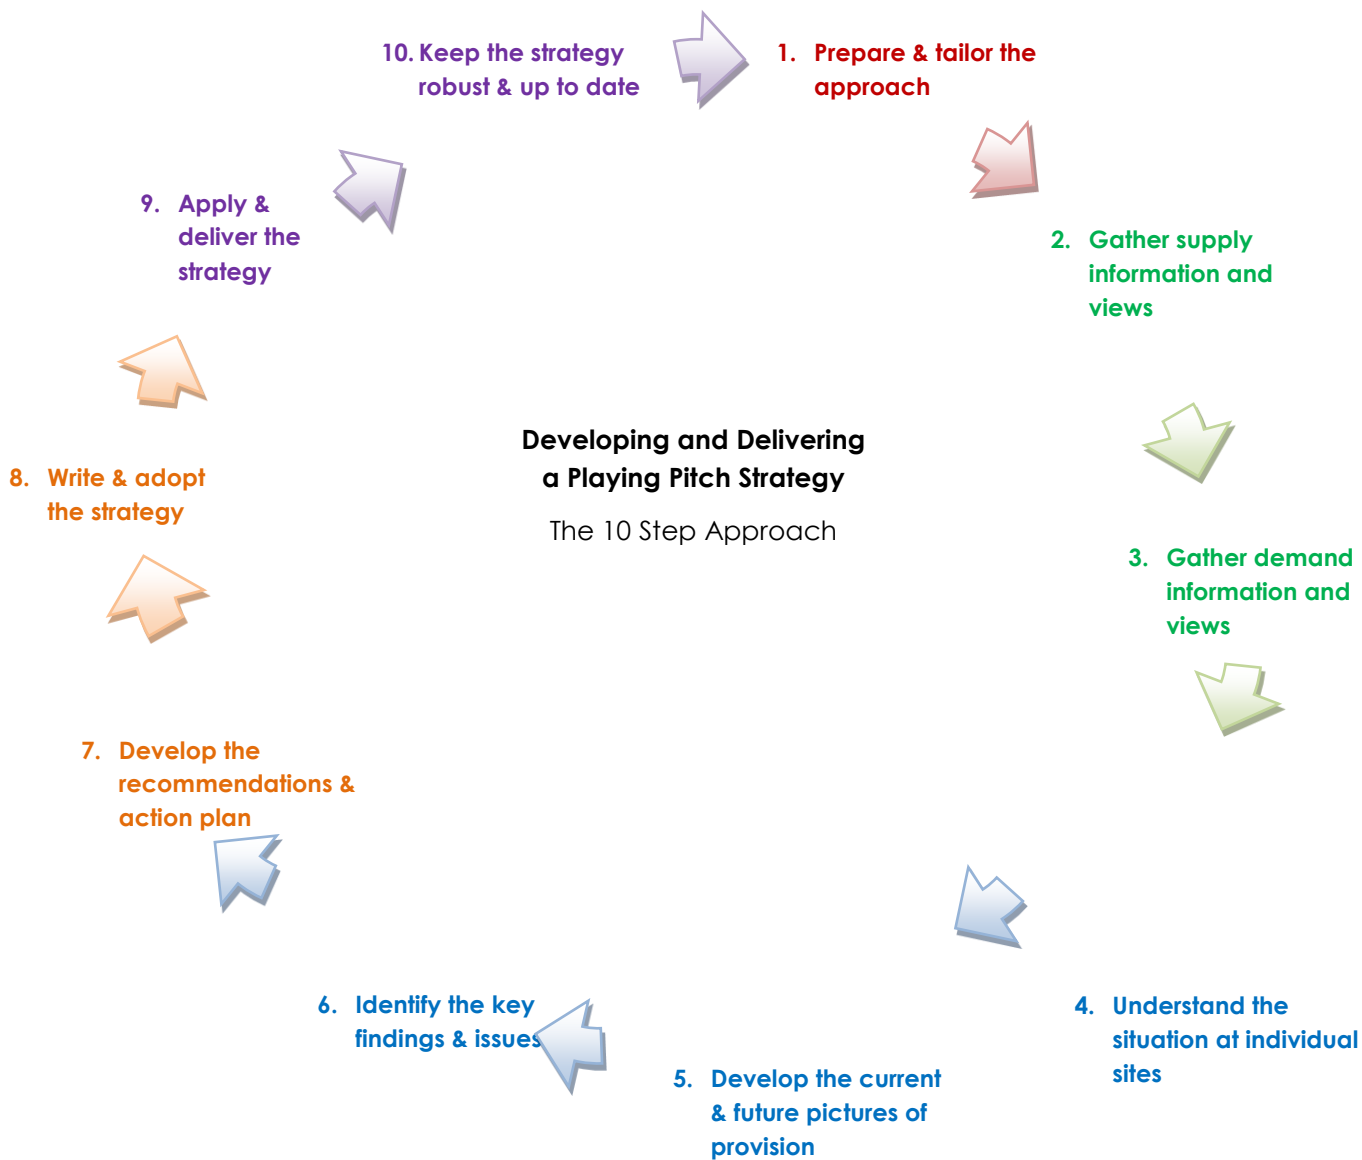 Developing and Delivering
a Playing Pitch Strategy
The 10 Step Approach
1. Prepare & tailor the
approach
2. Gather supply
information and
views
3. Gather demand
information and
views
4. Understand the
situation at individual
sites
5. Develop the current
& future pictures of
provision
6. Identify the key
findings & issues
7. Develop the
recommendations &
action plan
8. Write & adopt
the strategy
9. Apply &
deliver the
strategy
10. Keep the strategy
robust & up to date